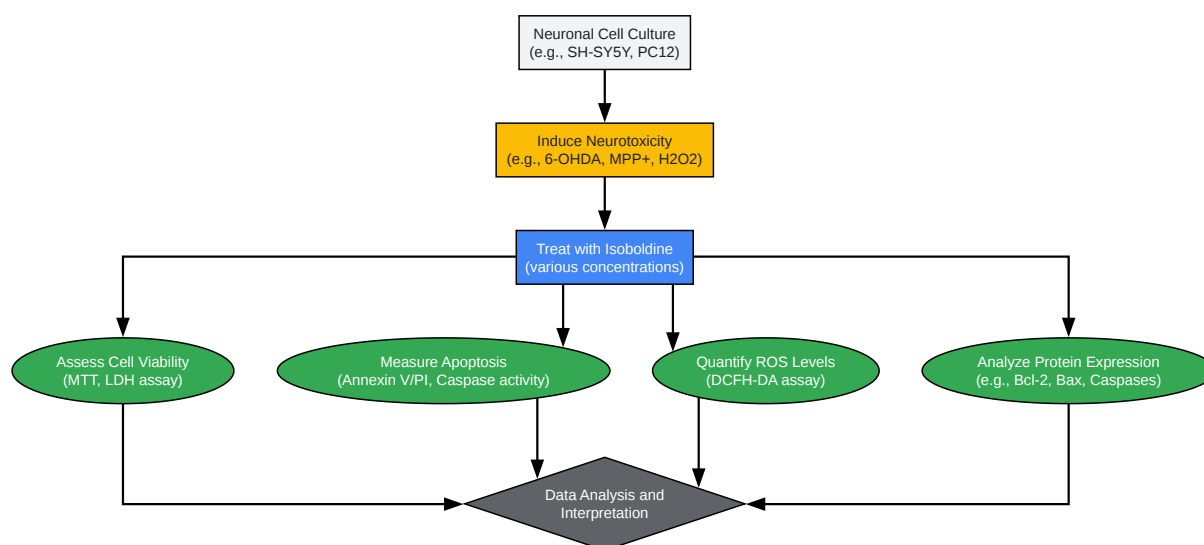 Neuronal Cell Culture
(e.g., SH-SY5Y, PC12)
Induce Neurotoxicity
(e.g., 6-OHDA, MPP+, H2O2)
Treat with Isoboldine
(various concentrations)
Assess Cell Viability
(MTT, LDH assay)
Measure Apoptosis
(Annexin V/PI, Caspase activity)
Quantify ROS Levels
(DCFH-DA assay)
Analyze Protein Expression
(e.g., Bcl-2, Bax, Caspases)
Data Analysis and
Interpretation